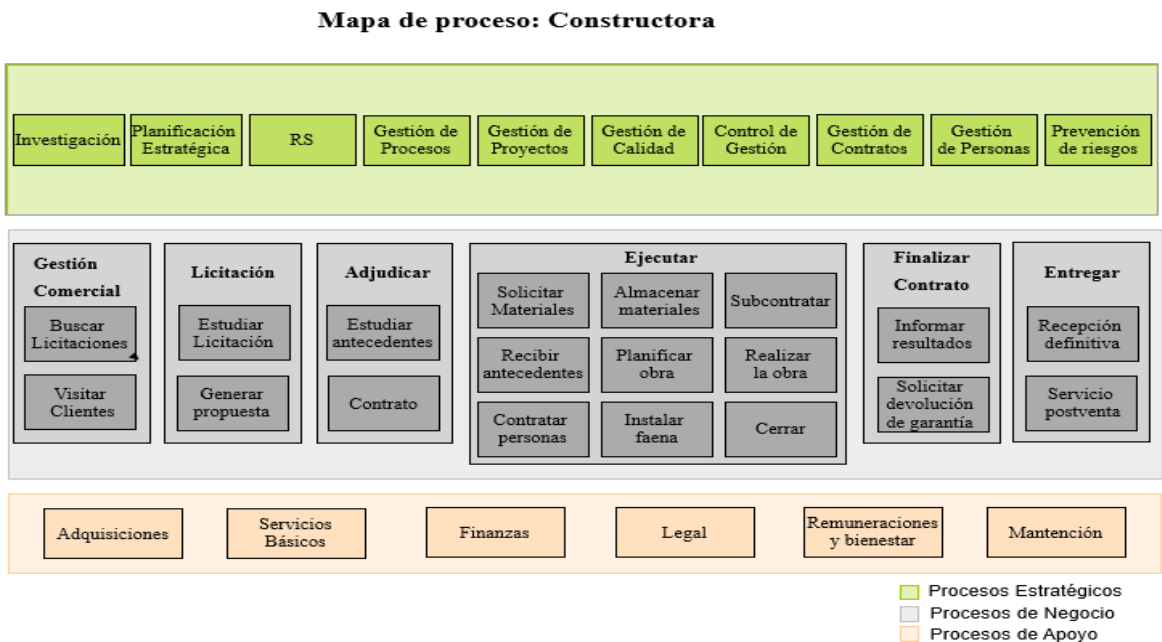 Mapa de proceso: Constructora
Investigación
Planificación
Estratégica
RS
Gestión de
Procesos
Gestión de
Proyectos
Gestión de
Calidad
Control de
Gestión
Gestión de
Contratos
Gestión
de Personas
Prevención
de riesgos
Gestión
Comercial
Buscar
Licitaciones
Visitar
Clientes
Licitación
Estudiar
Licitación
Generar
propuesta
Adjudicar
Estudiar
antecedentes
Contrato
Ejecutar
Solicitar
Materiales
Almacenar
materiales
Subcontratar
Recibir
antecedentes
Planificar
obra
Realizar
la obra
Contratar
personas
Instalar
faena
Cerrar
Finalizar
Contrato
Informar
resultados
Solicitar
devolución
de garantía
Entregar
Recepción
definitiva
Servicio
postventa
Adquisiciones
Servicios
Básicos
Finanzas
Legal
Remuneraciones
y bienestar
Mantención
Procesos Estratégicos
Procesos de Negocio
Procesos de Apoyo